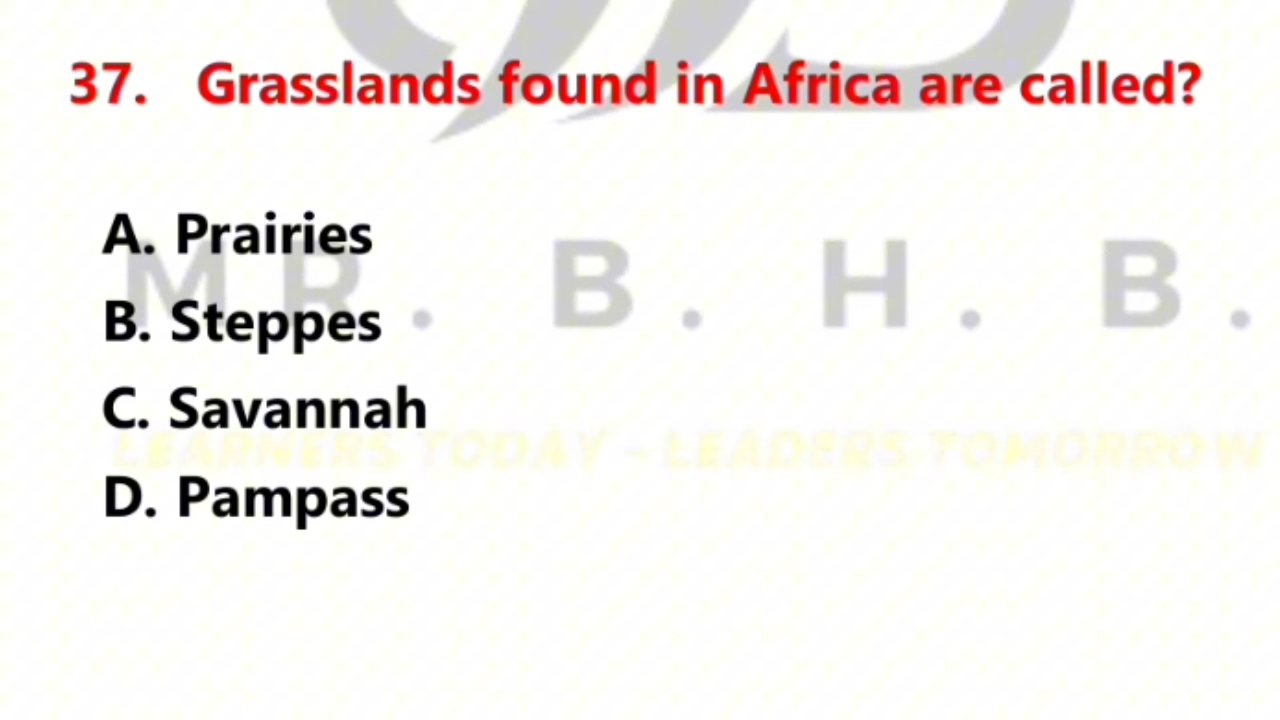 37. Grasslands found in Africa are called?
A. Prairies
M R . B . H . B .
B. Steppes
C. Savannah
LEARNERS TODAY - LEADERS TOMORROW
D. Pampass